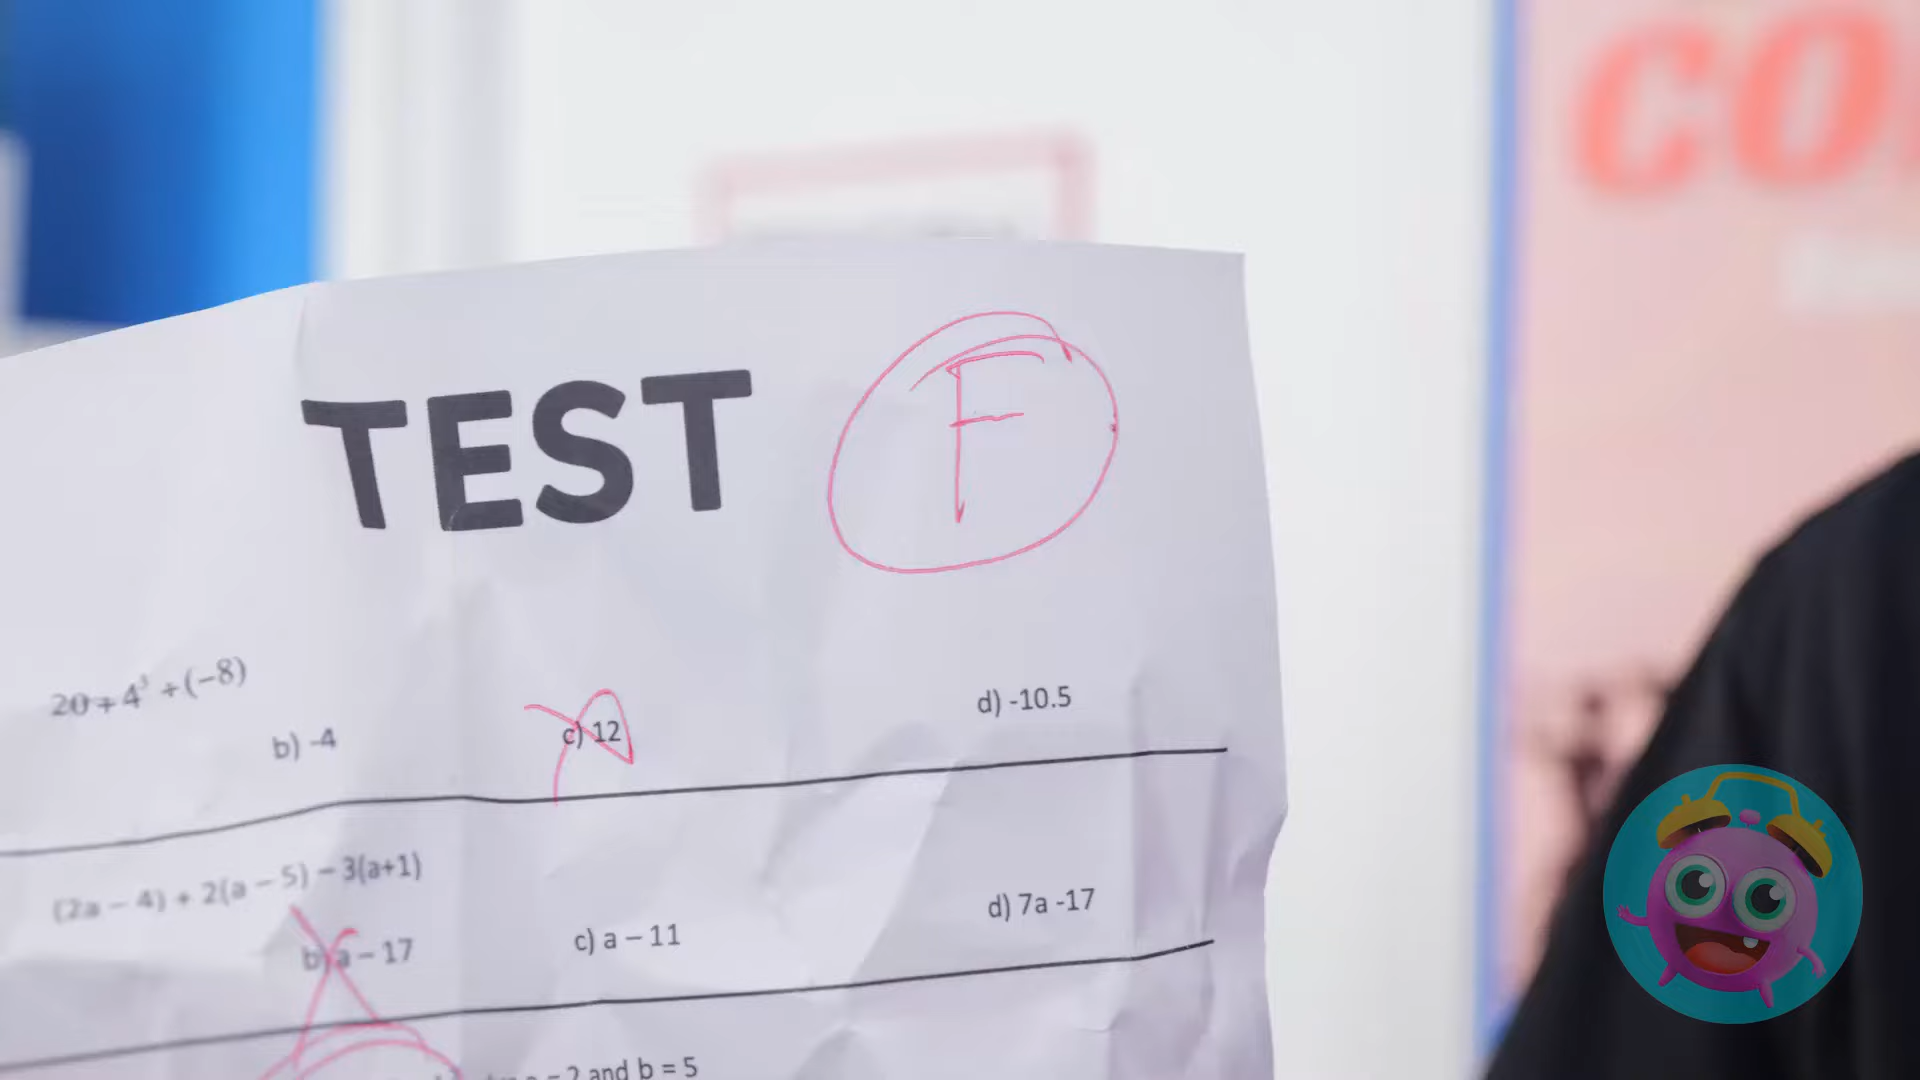 CO
TEST F
20 + 4³ ÷ (−8)
b) -4 c) 12 d) -10.5
(2a − 4) + 2(a − 5) − 3(a+1)
b) a − 17 c) a − 11 d) 7a -17
2 and b = 5